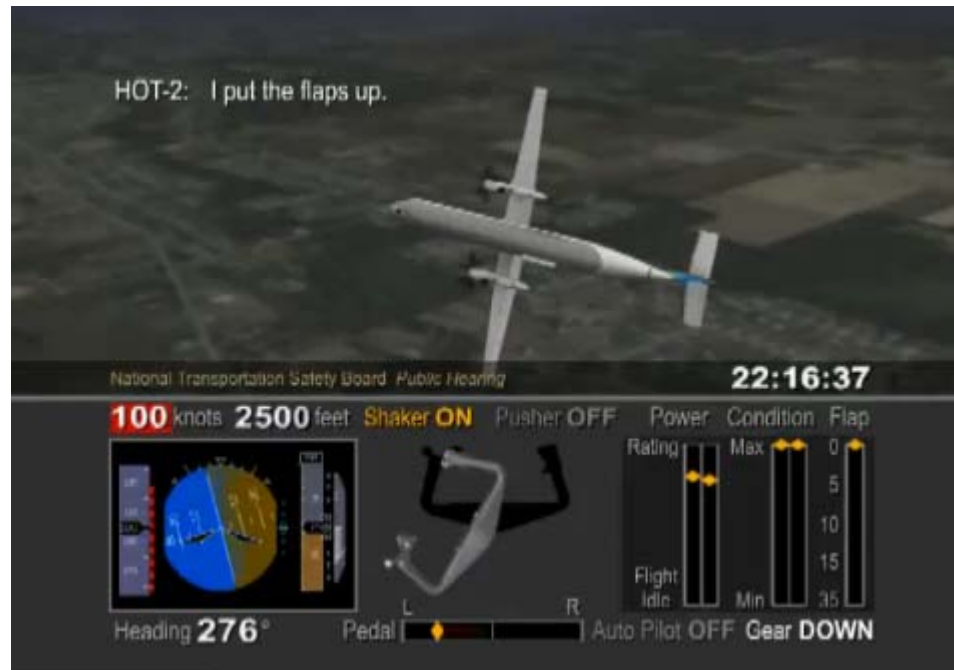 HOT-2: I put the flaps up.
National Transportation Safety Board Public Hearing
22:16:37
100 knots 2500 feet Shaker ON Pusher OFF Power Condition Flap
Rating Max 0
5
10
15
Flight
Idle Min 35
L R
Heading 276° Pedal Auto Pilot OFF Gear DOWN